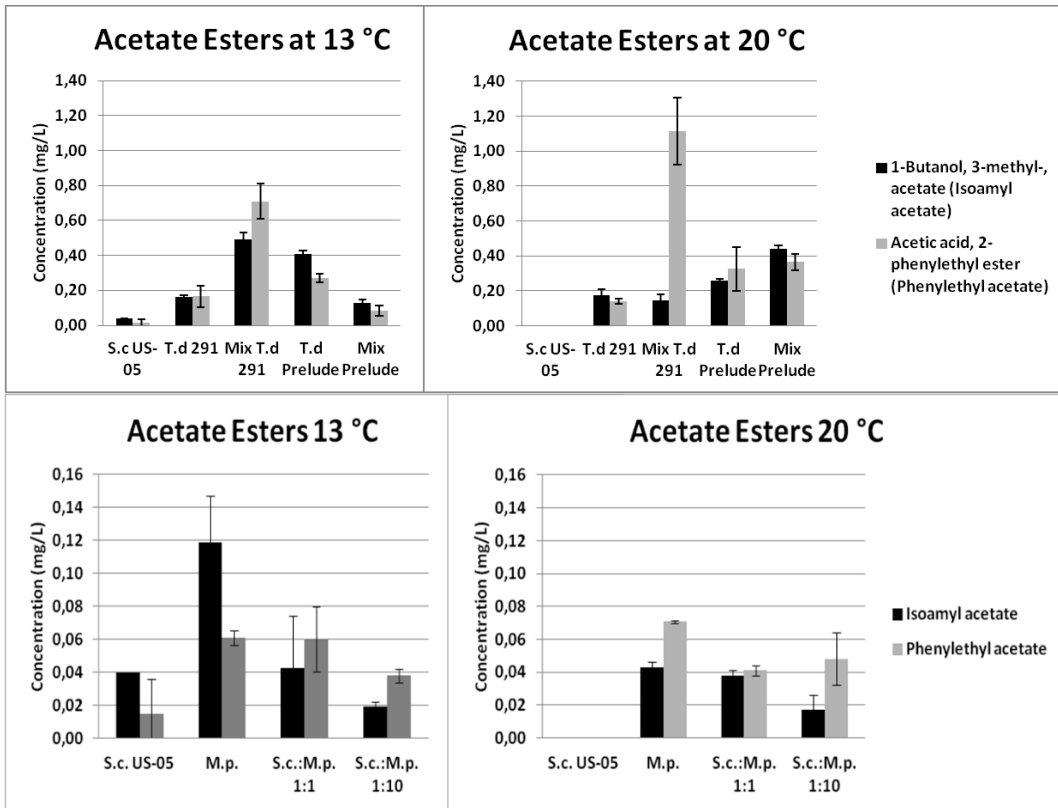 Acetate Esters at 13 °C
Concentration (mg/L)
1,40
1,20
1,00
0,80
0,60
0,40
0,20
0,00
S.c US-05
T.d 291
Mix T.d 291
T.d Prelude
Mix Prelude
Acetate Esters at 20 °C
Concentration (mg/L)
1,40
1,20
1,00
0,80
0,60
0,40
0,20
0,00
S.c US-05
T.d 291
Mix T.d 291
T.d Prelude
Mix Prelude
1-Butanol, 3-methyl-,
acetate (Isoamyl
acetate)
Acetic acid, 2-
phenylethyl ester
(Phenylethyl acetate)
Acetate Esters 13 °C
Concentration (mg/L)
0,16
0,14
0,12
0,10
0,08
0,06
0,04
0,02
0,00
S.c. US-05
M.p.
S.c.:M.p.
1:1
S.c.:M.p.
1:10
Acetate Esters 20 °C
Concentration (mg/L)
0,16
0,14
0,12
0,10
0,08
0,06
0,04
0,02
0,00
S.c. US-05
M.p.
S.c.:M.p.
1:1
S.c.:M.p.
1:10
Isoamyl acetate
Phenylethyl acetate